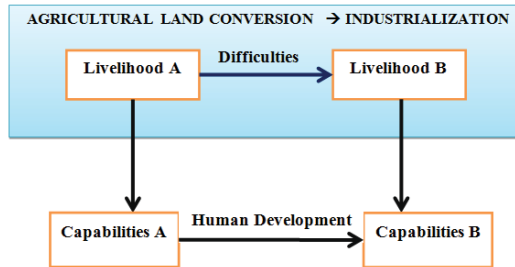 AGRICULTURAL LAND CONVERSION → INDUSTRIALIZATION
Livelihood A
Difficulties
Livelihood B
Human Development
Capabilities A
Capabilities B